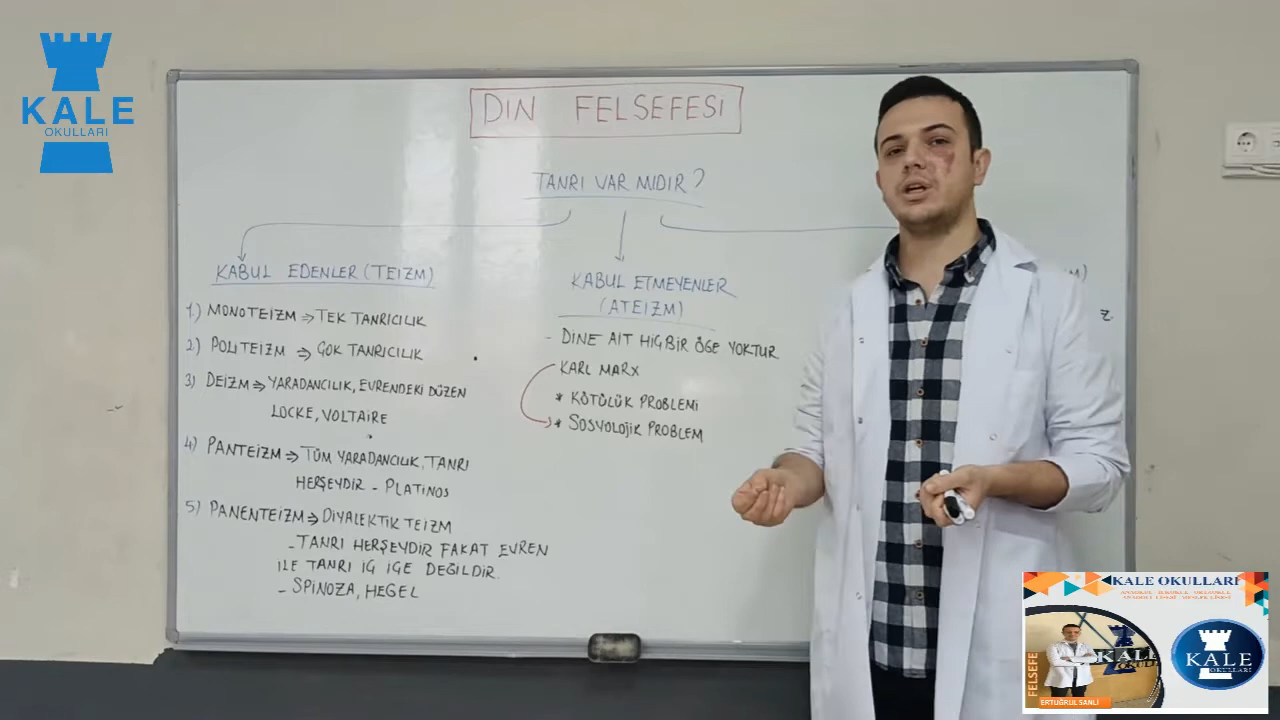 KALE
OKULLARI
DIN FELSEFESI
TANRI VAR MIDIR?
KABUL EDENLER (TEIZM)
1) MONOTEIZM ⇒ TEK TANRICILIK
2) POLITEIZM ⇒ ÇOK TANRICILIK
3) DEIZM ⇒ YARADANCILIK, EVRENDEKI DÜZEN
LOCKE, VOLTAIRE
4) PANTEIZM ⇒ TÜM YARADANCILIK, TANRI
HERŞEYDIR - PLATINOS
5) PANENTEIZM ⇒ DIYALEKTIK TEIZM
- TANRI HERŞEYDIR FAKAT EVREN
ILE TANRI IÇ IÇE DEĞILDIR.
- SPINOZA, HEGEL
KABUL ETMEYENLER
(ATEIZM)
- DINE AIT HIÇBIR ÖGE YOKTUR
KARL MARX
* KÖTÜLÜK PROBLEMI
* SOSYOLOJIK PROBLEM
M)
Z.
KALE OKULLARI
FELSEFE
KALE
ERTUĞRUL SANLI
KALE
OKULLARI